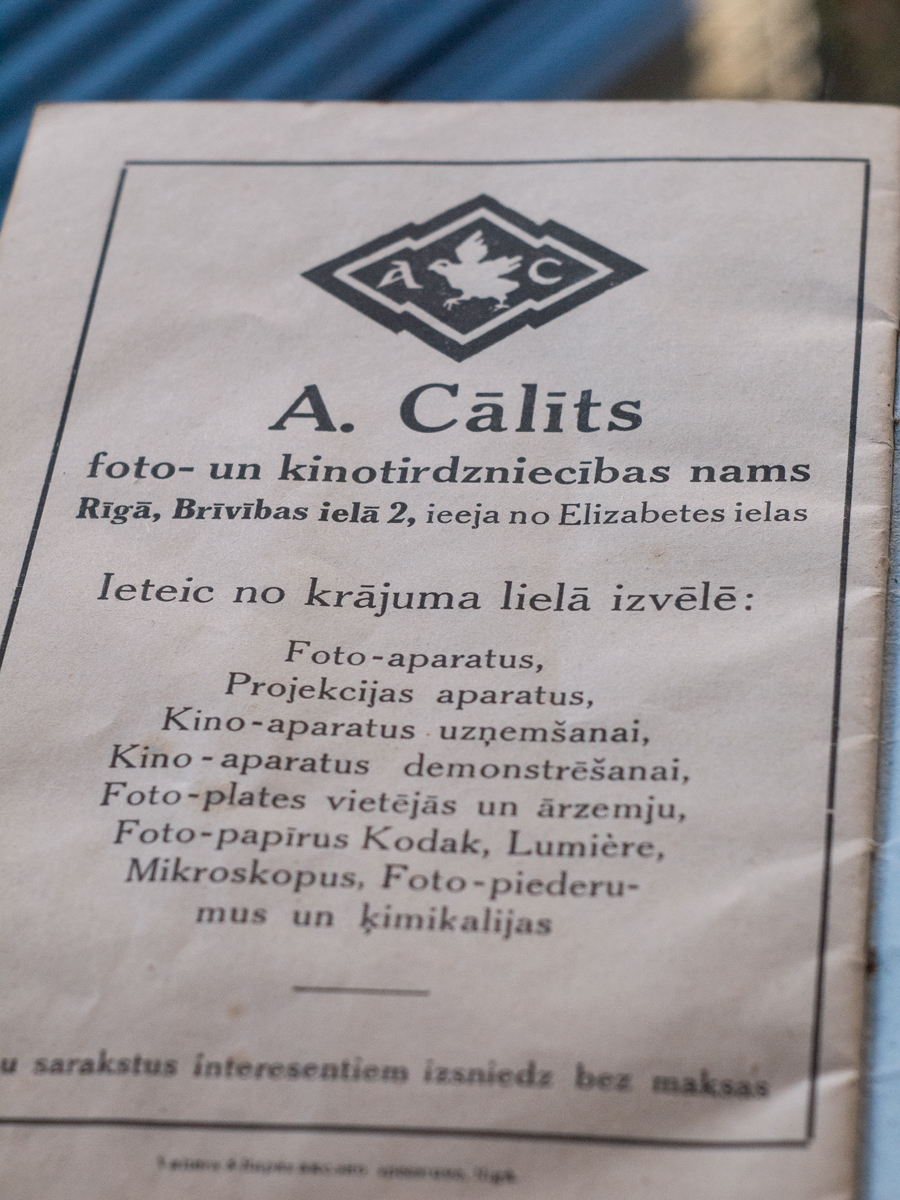 A C
A. Cālīts
foto- un kinotirdzniecības nams
Rīgā, Brīvības ielā 2, ieeja no Elizabetes ielas
Ieteic no krājuma lielā izvēlē:
Foto-aparatus,
Projekcijas aparatus,
Kino-aparatus uzņemšanai,
Kino-aparatus demonstrēšanai,
Foto-plates vietējās un ārzemju,
Foto-papīrus Kodak, Lumière,
Mikroskopus, Foto-piederu-
mus un ķimikalijas
sarakstus interesentiem izsniedz bez maksas